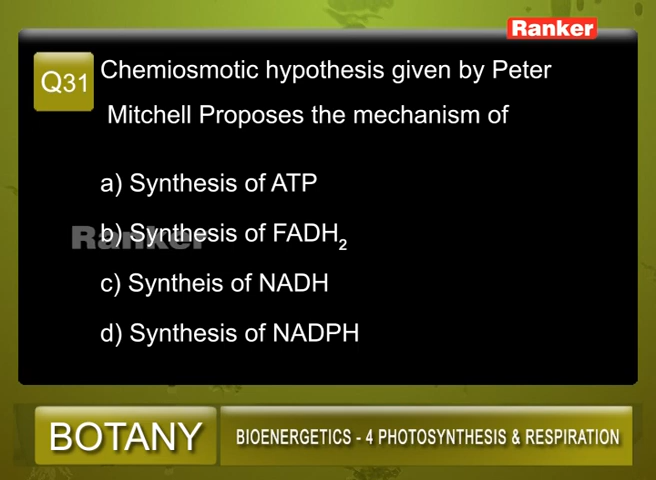 Ranker
Q31
Chemiosmotic hypothesis given by Peter
Mitchell Proposes the mechanism of
a) Synthesis of ATP
Ranker
b) Synthesis of FADH₂
c) Syntheis of NADH
d) Synthesis of NADPH
BOTANY
BIOENERGETICS - 4 PHOTOSYNTHESIS & RESPIRATION